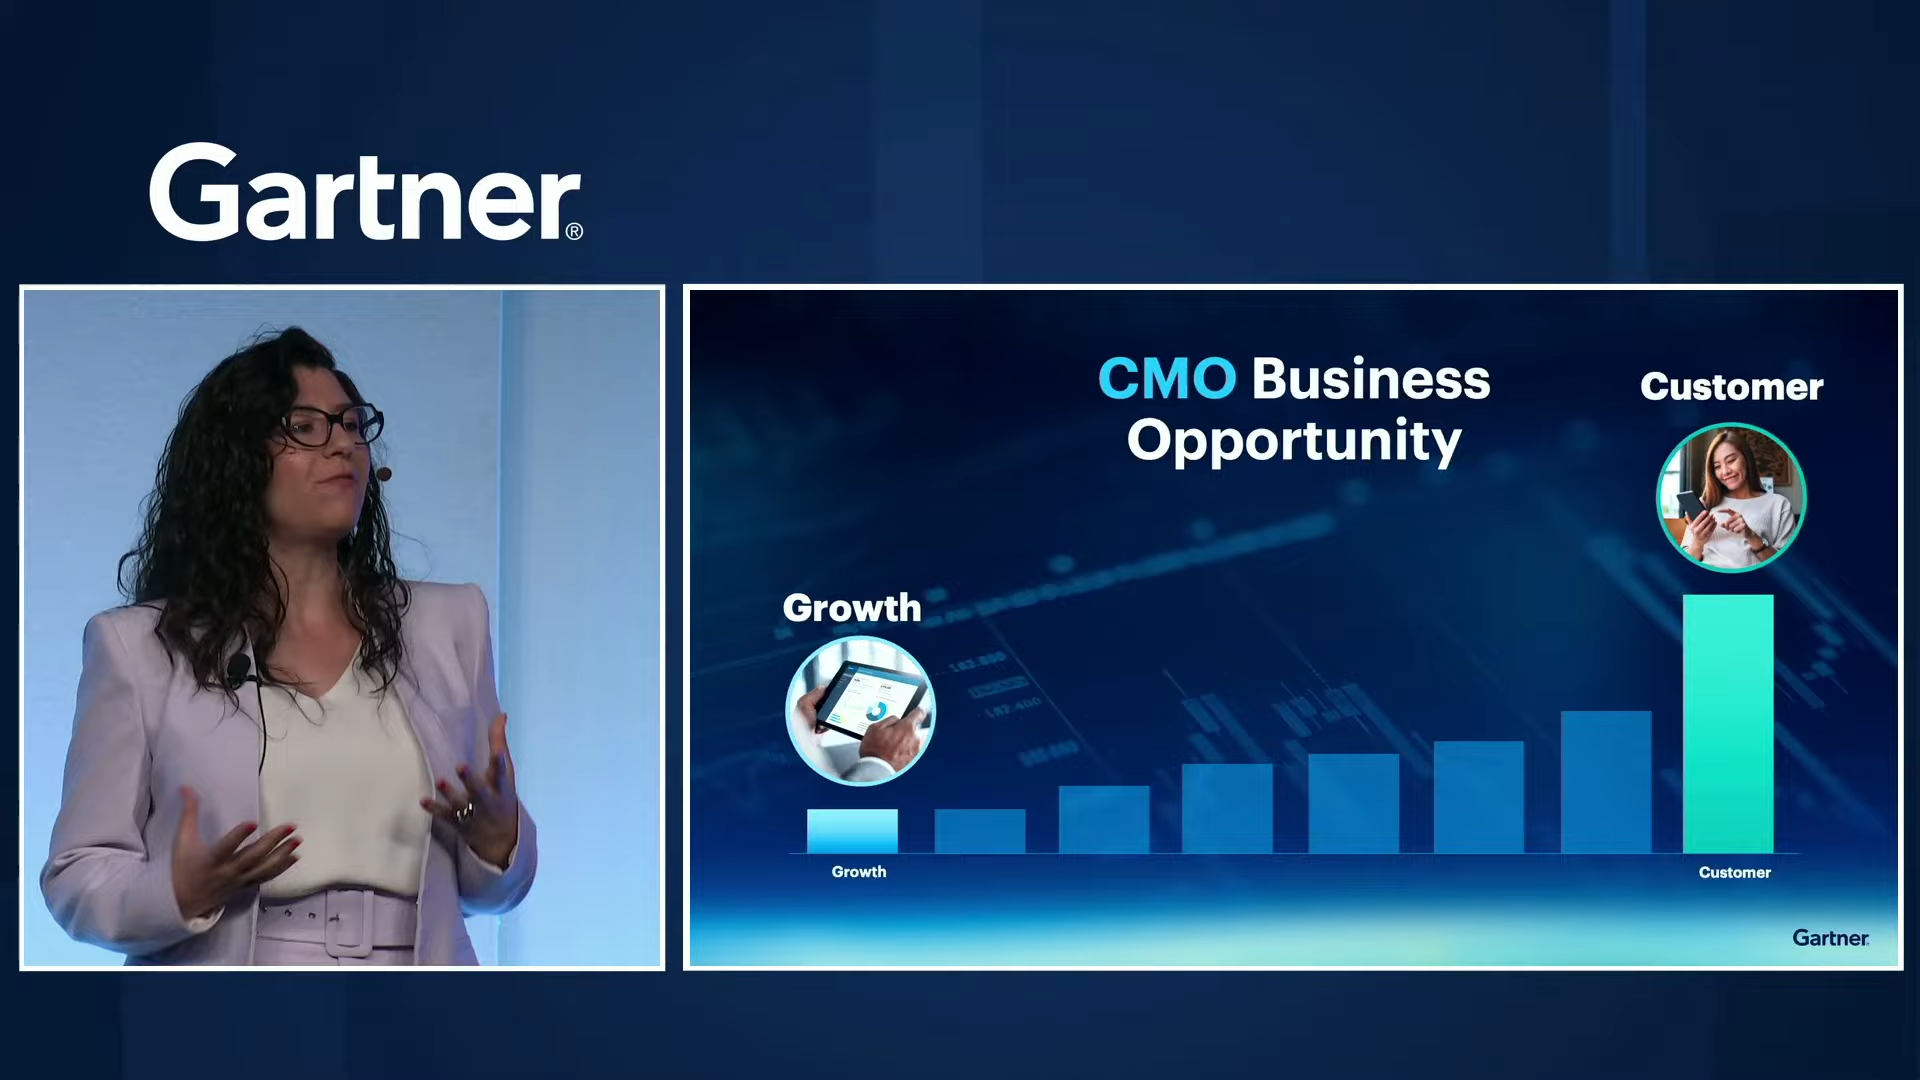 Gartner®
CMO Business
Opportunity
Customer
Growth
Growth
Customer
Gartner